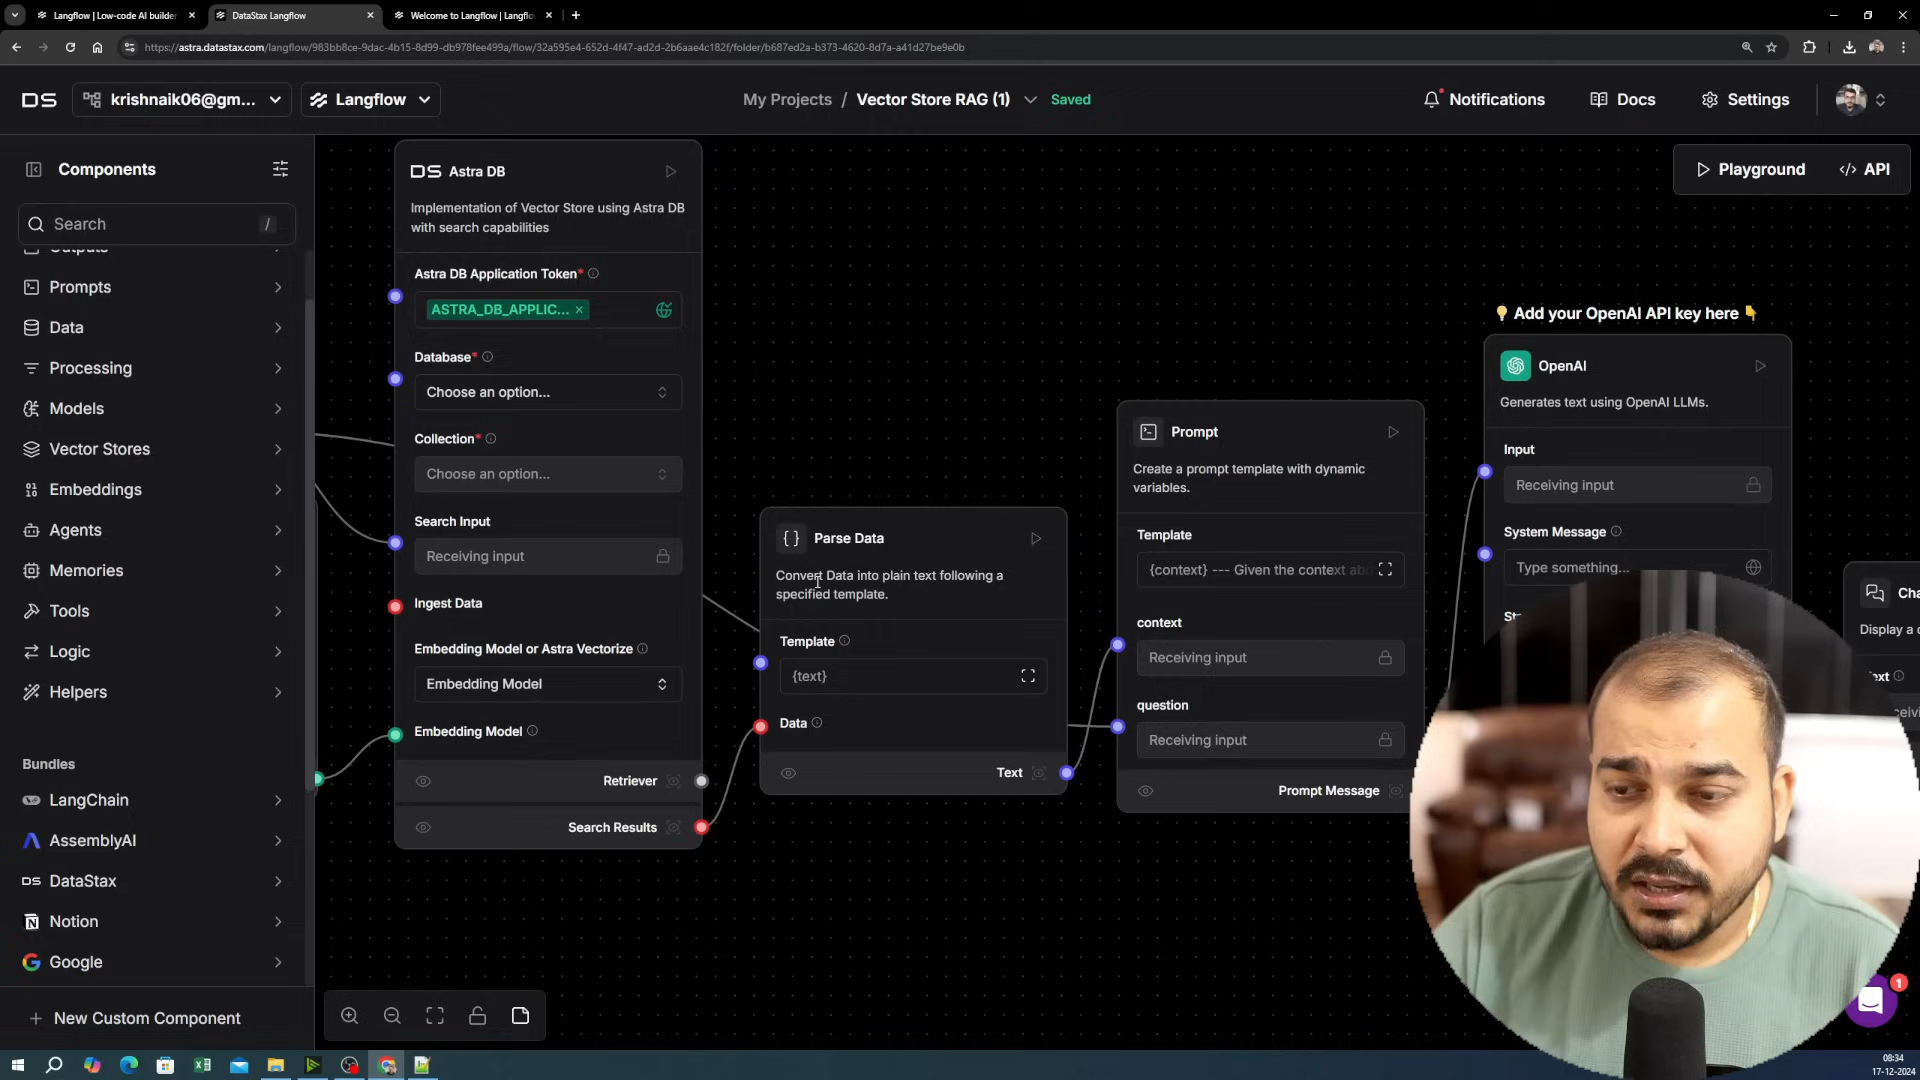 Langflow | Low-code AI builder
DataStax Langflow
Welcome to Langflow | Langflo
https://astra.datastax.com/langflow/983bb8ce-9dac-4b15-8d99-db978fee499a/flow/32a595e4-652d-4f47-ad2d-2b6aae4c182f/folder/b687ed2a-b373-4620-8d7a-a41d27be9e0b
DS
krishnaik06@gm...
Langflow
My Projects / Vector Store RAG (1)
Saved
Notifications
Docs
Settings
Components
Search /
Outputs
Prompts
Data
Processing
Models
Vector Stores
Embeddings
Agents
Memories
Tools
Logic
Helpers
Bundles
LangChain
AssemblyAI
DS DataStax
Notion
Google
+ New Custom Component
DS Astra DB
Implementation of Vector Store using Astra DB
with search capabilities
Astra DB Application Token*
ASTRA_DB_APPLIC... ×
Database*
Choose an option...
Collection*
Choose an option...
Search Input
Receiving input
Ingest Data
Embedding Model or Astra Vectorize
Embedding Model
Embedding Model
Retriever
Search Results
{ } Parse Data
Convert Data into plain text following a
specified template.
Template
{text}
Data
Text
Prompt
Create a prompt template with dynamic
variables.
Template
{context} --- Given the context abo
context
Receiving input
question
Receiving input
Prompt Message
Playground
</> API
Add your OpenAI API key here
OpenAI
Generates text using OpenAI LLMs.
Input
Receiving input
System Message
Type something...
St
Cha
Display a c
ext
1
08:34
17-12-2024